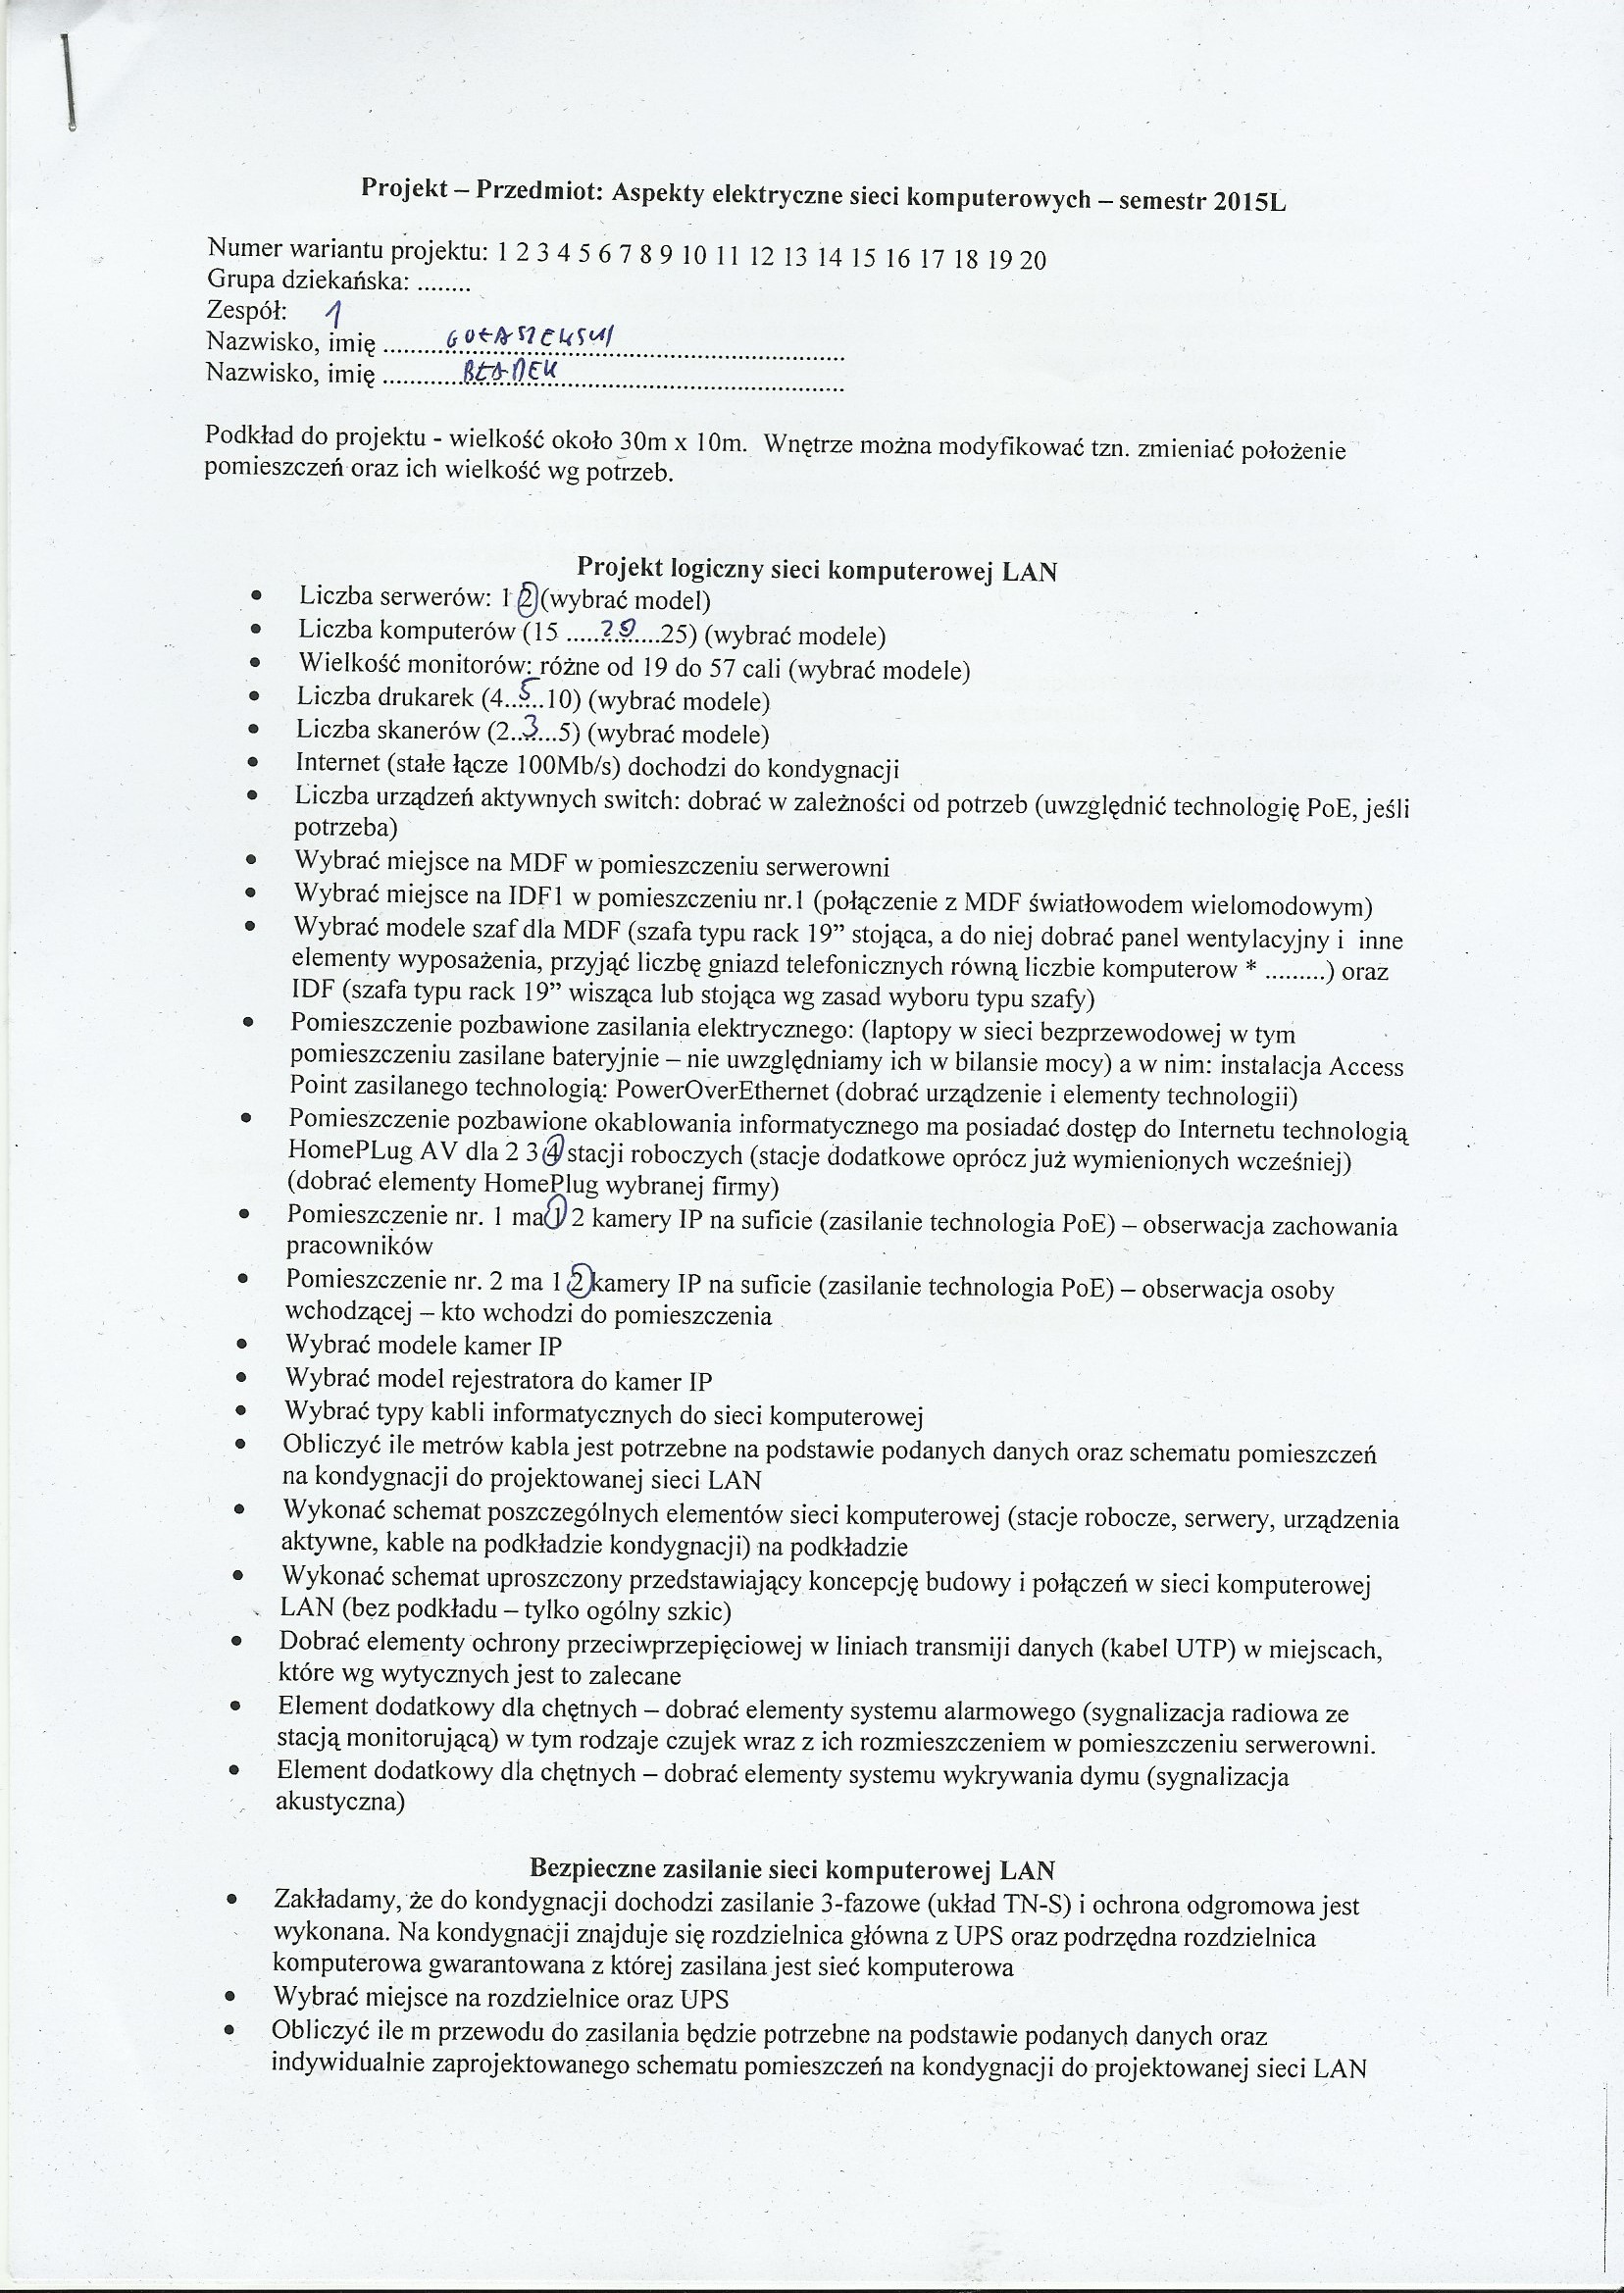 Projekt – Przedmiot: Aspekty elektryczne sieci komputerowych – semestr 2015L
Numer wariantu projektu: 1 2 3 4 5 6 7 8 9 10 11 12 13 14 15 16 17 18 19 20
Grupa dziekańska: ........
Zespół: 1
Nazwisko, imię ......... GOŁASZEWSKI ..............................
Nazwisko, imię ............ BŁADEK ..............................
Podkład do projektu - wielkość około 30m x 10m. Wnętrze można modyfikować tzn. zmieniać położenie
pomieszczeń oraz ich wielkość wg potrzeb.
Projekt logiczny sieci komputerowej LAN
• Liczba serwerów: 1 2 (wybrać model)
• Liczba komputerów (15 ..........25) (wybrać modele)
• Wielkość monitorów: różne od 19 do 57 cali (wybrać modele)
• Liczba drukarek (4..5..10) (wybrać modele)
• Liczba skanerów (2..3...5) (wybrać modele)
• Internet (stałe łącze 100Mb/s) dochodzi do kondygnacji
• Liczba urządzeń aktywnych switch: dobrać w zależności od potrzeb (uwzględnić technologię PoE, jeśli
potrzeba)
• Wybrać miejsce na MDF w pomieszczeniu serwerowni
• Wybrać miejsce na IDF1 w pomieszczeniu nr.1 (połączenie z MDF światłowodem wielomodowym)
• Wybrać modele szaf dla MDF (szafa typu rack 19” stojąca, a do niej dobrać panel wentylacyjny i inne
elementy wyposażenia, przyjąć liczbę gniazd telefonicznych równą liczbie komputerow * .........) oraz
IDF (szafa typu rack 19” wisząca lub stojąca wg zasad wyboru typu szafy)
• Pomieszczenie pozbawione zasilania elektrycznego: (laptopy w sieci bezprzewodowej w tym
pomieszczeniu zasilane bateryjnie – nie uwzględniamy ich w bilansie mocy) a w nim: instalacja Access
Point zasilanego technologią: PowerOverEthernet (dobrać urządzenie i elementy technologii)
• Pomieszczenie pozbawione okablowania informatycznego ma posiadać dostęp do Internetu technologią
HomePLug AV dla 2 3 4 stacji roboczych (stacje dodatkowe oprócz już wymienionych wcześniej)
(dobrać elementy HomePlug wybranej firmy)
• Pomieszczenie nr. 1 ma 1 2 kamery IP na suficie (zasilanie technologia PoE) – obserwacja zachowania
pracowników
• Pomieszczenie nr. 2 ma 1 2 kamery IP na suficie (zasilanie technologia PoE) – obserwacja osoby
wchodzącej – kto wchodzi do pomieszczenia
• Wybrać modele kamer IP
• Wybrać model rejestratora do kamer IP
• Wybrać typy kabli informatycznych do sieci komputerowej
• Obliczyć ile metrów kabla jest potrzebne na podstawie podanych danych oraz schematu pomieszczeń
na kondygnacji do projektowanej sieci LAN
• Wykonać schemat poszczególnych elementów sieci komputerowej (stacje robocze, serwery, urządzenia
aktywne, kable na podkładzie kondygnacji) na podkładzie
• Wykonać schemat uproszczony przedstawiający koncepcję budowy i połączeń w sieci komputerowej
LAN (bez podkładu – tylko ogólny szkic)
• Dobrać elementy ochrony przeciwprzepięciowej w liniach transmiji danych (kabel UTP) w miejscach,
które wg wytycznych jest to zalecane
• Element dodatkowy dla chętnych – dobrać elementy systemu alarmowego (sygnalizacja radiowa ze
stacją monitorującą) w tym rodzaje czujek wraz z ich rozmieszczeniem w pomieszczeniu serwerowni.
• Element dodatkowy dla chętnych – dobrać elementy systemu wykrywania dymu (sygnalizacja
akustyczna)
Bezpieczne zasilanie sieci komputerowej LAN
• Zakładamy, że do kondygnacji dochodzi zasilanie 3-fazowe (układ TN-S) i ochrona odgromowa jest
wykonana. Na kondygnacji znajduje się rozdzielnica główna z UPS oraz podrzędna rozdzielnica
komputerowa gwarantowana z której zasilana jest sieć komputerowa
• Wybrać miejsce na rozdzielnice oraz UPS
• Obliczyć ile m przewodu do zasilania będzie potrzebne na podstawie podanych danych oraz
indywidualnie zaprojektowanego schematu pomieszczeń na kondygnacji do projektowanej sieci LAN